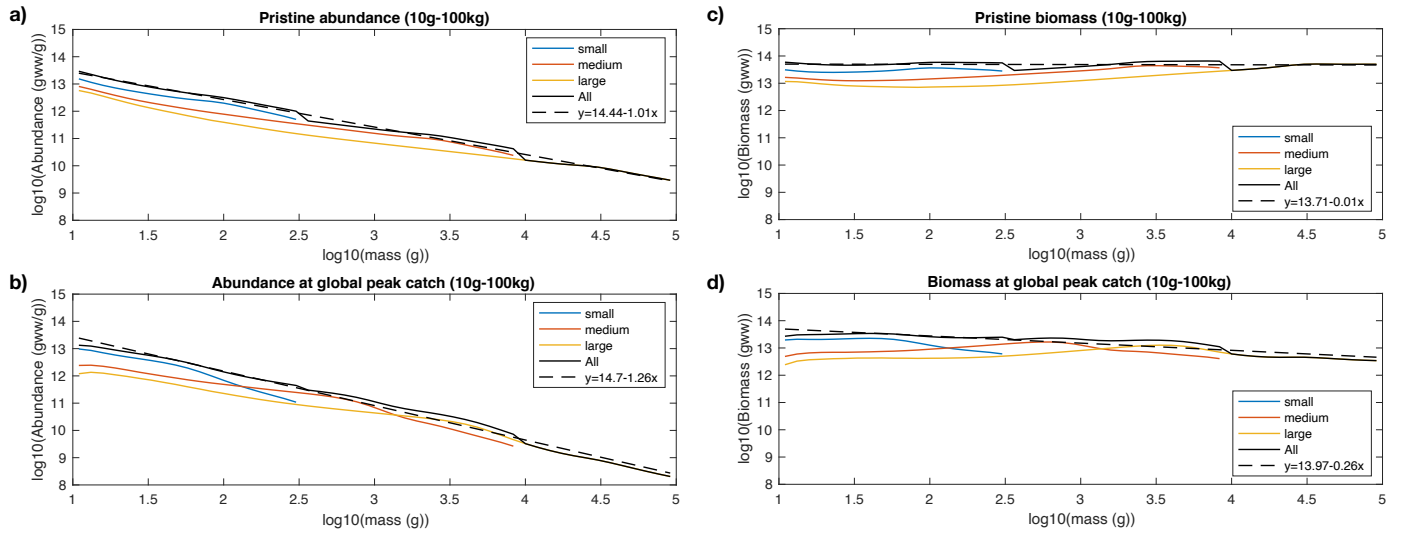 a)
Pristine abundance (10g-100kg)
log10(Abundance (gww/g))
15
14
13
12
11
10
9
8
1
1.5
2
2.5
3
3.5
4
4.5
5
log10(mass (g))
small
medium
large
All
y=14.44-1.01x
c)
Pristine biomass (10g-100kg)
log10(Biomass (gww))
15
14
13
12
11
10
9
8
1
1.5
2
2.5
3
3.5
4
4.5
5
log10(mass (g))
small
medium
large
All
y=13.71-0.01x
b)
Abundance at global peak catch (10g-100kg)
log10(Abundance (gww/g))
15
14
13
12
11
10
9
8
1
1.5
2
2.5
3
3.5
4
4.5
5
log10(mass (g))
small
medium
large
All
y=14.7-1.26x
d)
Biomass at global peak catch (10g-100kg)
log10(Biomass (gww))
15
14
13
12
11
10
9
8
1
1.5
2
2.5
3
3.5
4
4.5
5
log10(mass (g))
small
medium
large
All
y=13.97-0.26x